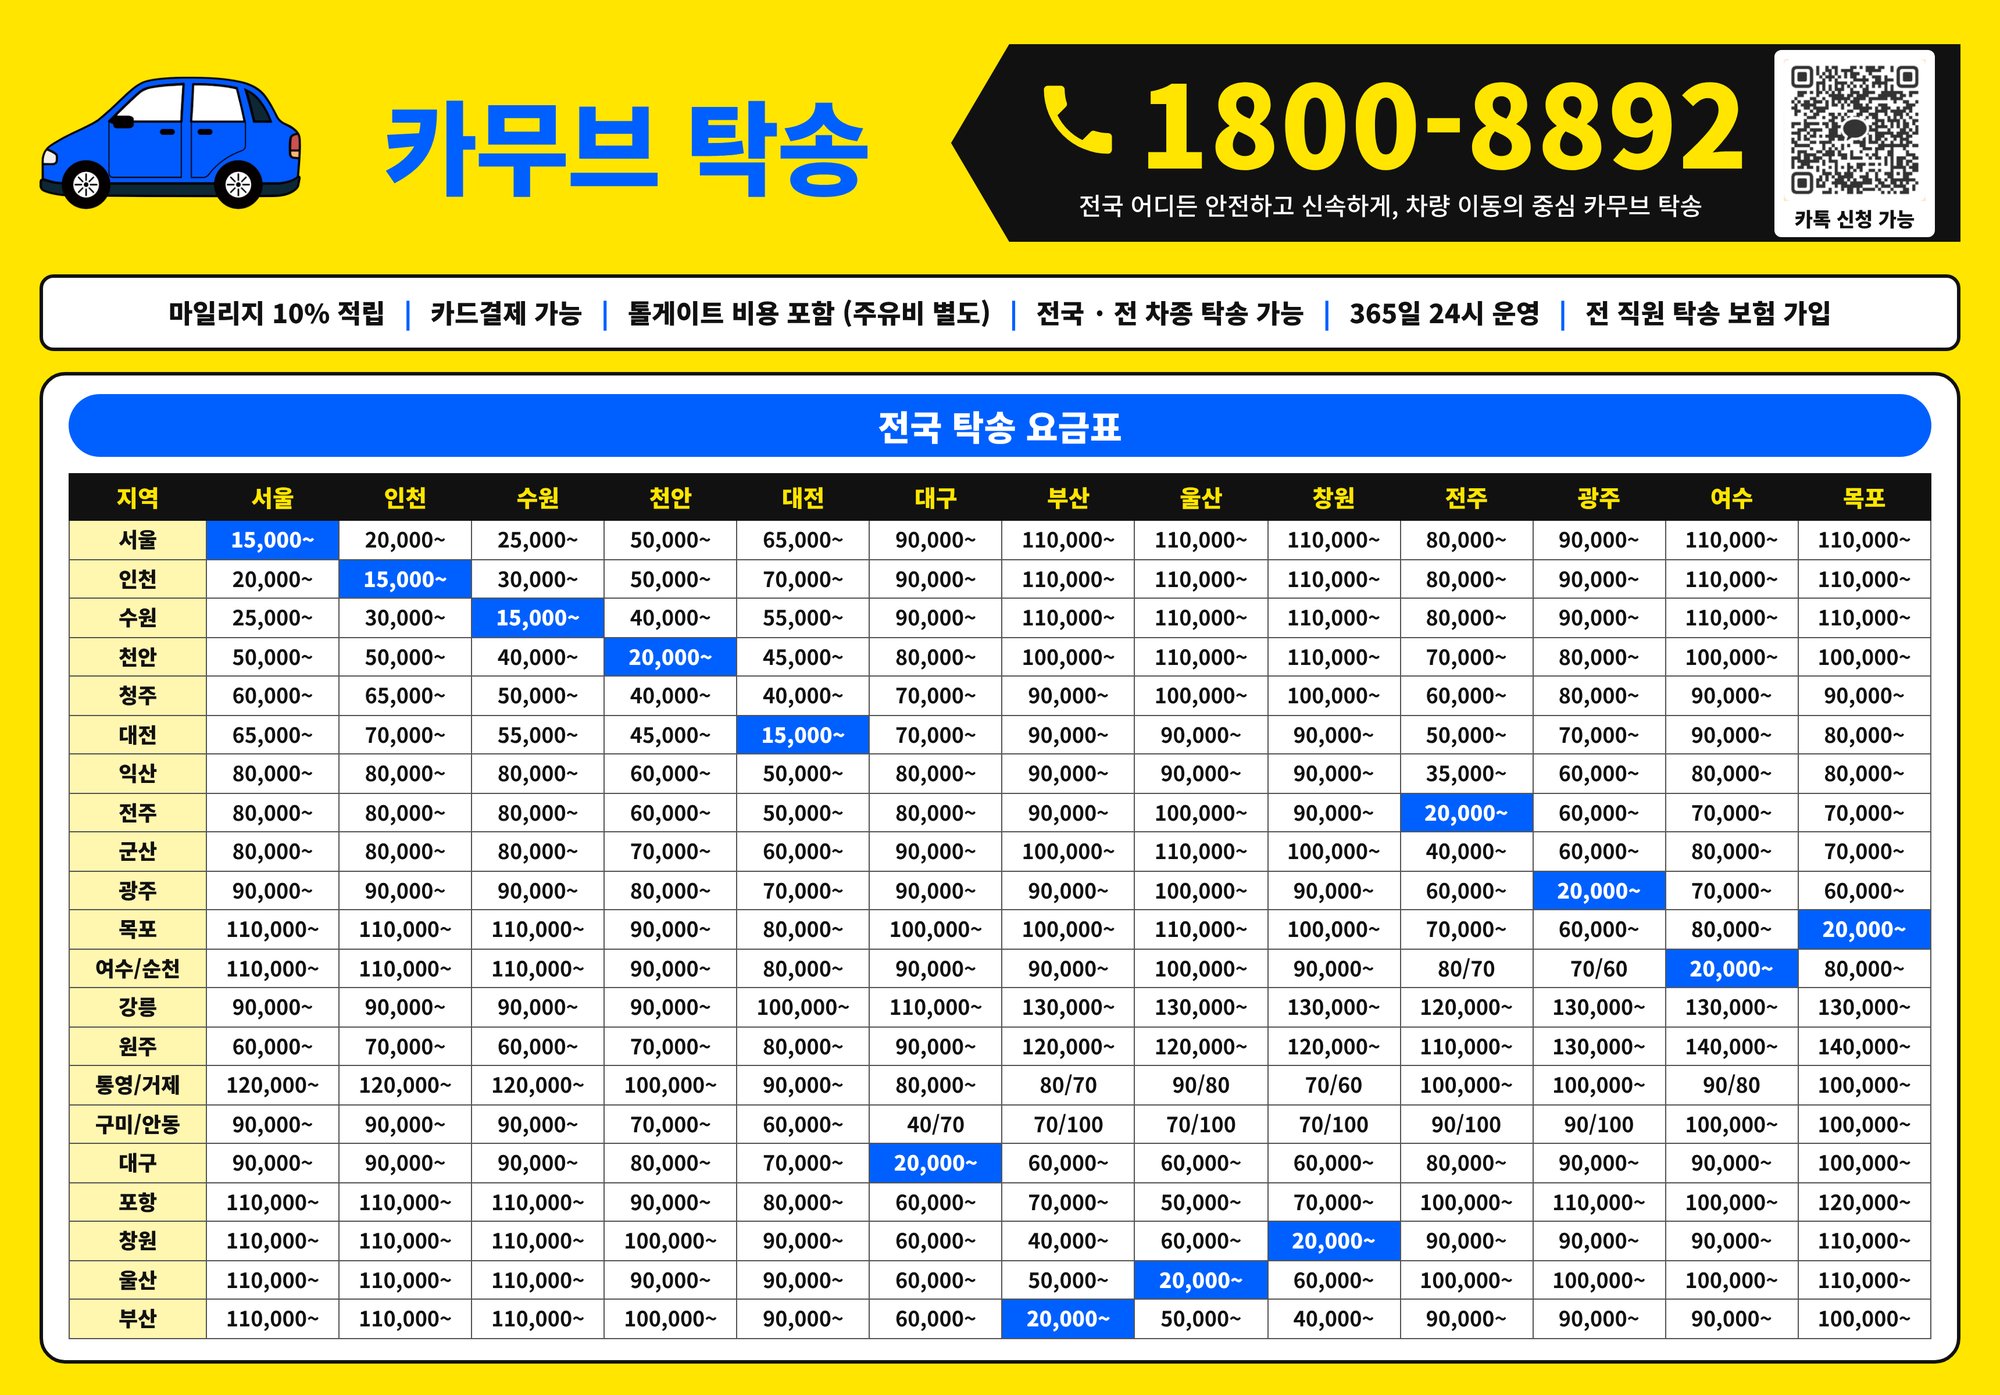 카무브 탁송
1800-8892
전국 어디든 안전하고 신속하게, 차량 이동의 중심 카무브 탁송
카톡 신청 가능
마일리지 10% 적립 | 카드결제 가능 | 톨게이트 비용 포함 (주유비 별도) | 전국 · 전 차종 탁송 가능 | 365일 24시 운영 | 전 직원 탁송 보험 가입
전국 탁송 요금표
지역 서울 인천 수원 천안 대전 대구 부산 울산 창원 전주 광주 여수 목포
서울 15,000~ 20,000~ 25,000~ 50,000~ 65,000~ 90,000~ 110,000~ 110,000~ 110,000~ 80,000~ 90,000~ 110,000~ 110,000~
인천 20,000~ 15,000~ 30,000~ 50,000~ 70,000~ 90,000~ 110,000~ 110,000~ 110,000~ 80,000~ 90,000~ 110,000~ 110,000~
수원 25,000~ 30,000~ 15,000~ 40,000~ 55,000~ 90,000~ 110,000~ 110,000~ 110,000~ 80,000~ 90,000~ 110,000~ 110,000~
천안 50,000~ 50,000~ 40,000~ 20,000~ 45,000~ 80,000~ 100,000~ 110,000~ 110,000~ 70,000~ 80,000~ 100,000~ 100,000~
청주 60,000~ 65,000~ 50,000~ 40,000~ 40,000~ 70,000~ 90,000~ 100,000~ 100,000~ 60,000~ 80,000~ 90,000~ 90,000~
대전 65,000~ 70,000~ 55,000~ 45,000~ 15,000~ 70,000~ 90,000~ 90,000~ 90,000~ 50,000~ 70,000~ 90,000~ 80,000~
익산 80,000~ 80,000~ 80,000~ 60,000~ 50,000~ 80,000~ 90,000~ 90,000~ 90,000~ 35,000~ 60,000~ 80,000~ 80,000~
전주 80,000~ 80,000~ 80,000~ 60,000~ 50,000~ 80,000~ 90,000~ 100,000~ 90,000~ 20,000~ 60,000~ 70,000~ 70,000~
군산 80,000~ 80,000~ 80,000~ 70,000~ 60,000~ 90,000~ 100,000~ 110,000~ 100,000~ 40,000~ 60,000~ 80,000~ 70,000~
광주 90,000~ 90,000~ 90,000~ 80,000~ 70,000~ 90,000~ 90,000~ 100,000~ 90,000~ 60,000~ 20,000~ 70,000~ 60,000~
목포 110,000~ 110,000~ 110,000~ 90,000~ 80,000~ 100,000~ 100,000~ 110,000~ 100,000~ 70,000~ 60,000~ 80,000~ 20,000~
여수/순천 110,000~ 110,000~ 110,000~ 90,000~ 80,000~ 90,000~ 90,000~ 100,000~ 90,000~ 80/70 70/60 20,000~ 80,000~
강릉 90,000~ 90,000~ 90,000~ 90,000~ 100,000~ 110,000~ 130,000~ 130,000~ 130,000~ 120,000~ 130,000~ 130,000~ 130,000~
원주 60,000~ 70,000~ 60,000~ 70,000~ 80,000~ 90,000~ 120,000~ 120,000~ 120,000~ 110,000~ 130,000~ 140,000~ 140,000~
통영/거제 120,000~ 120,000~ 120,000~ 100,000~ 90,000~ 80,000~ 80/70 90/80 70/60 100,000~ 100,000~ 90/80 100,000~
구미/안동 90,000~ 90,000~ 90,000~ 70,000~ 60,000~ 40/70 70/100 70/100 70/100 90/100 90/100 100,000~ 100,000~
대구 90,000~ 90,000~ 90,000~ 80,000~ 70,000~ 20,000~ 60,000~ 60,000~ 60,000~ 80,000~ 90,000~ 90,000~ 100,000~
포항 110,000~ 110,000~ 110,000~ 90,000~ 80,000~ 60,000~ 70,000~ 50,000~ 70,000~ 100,000~ 110,000~ 100,000~ 120,000~
창원 110,000~ 110,000~ 110,000~ 100,000~ 90,000~ 60,000~ 40,000~ 60,000~ 20,000~ 90,000~ 90,000~ 90,000~ 110,000~
울산 110,000~ 110,000~ 110,000~ 90,000~ 90,000~ 60,000~ 50,000~ 20,000~ 60,000~ 100,000~ 100,000~ 100,000~ 110,000~
부산 110,000~ 110,000~ 110,000~ 100,000~ 90,000~ 60,000~ 20,000~ 50,000~ 40,000~ 90,000~ 90,000~ 90,000~ 100,000~